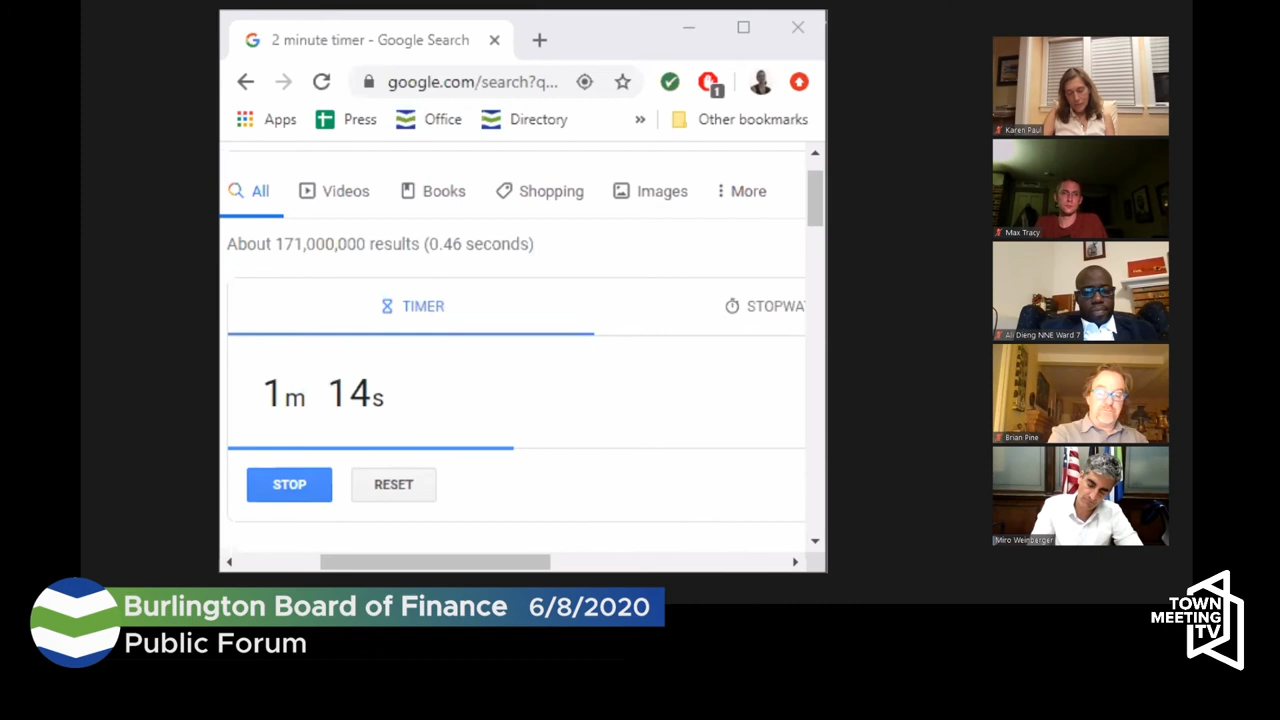 2 minute timer - Google Search
google.com/search?q...
1
Apps
Press
Office
Directory
»
Other bookmarks
All
Videos
Books
Shopping
Images
More
About 171,000,000 results (0.46 seconds)
TIMER
STOPWA
1m 14s
STOP
RESET
Karen Paul
Max Tracy
Ali Dieng NNE Ward 7
Brian Pine
Miro Weinberger
Burlington Board of Finance 6/8/2020
Public Forum
TOWN
MEETING
TV